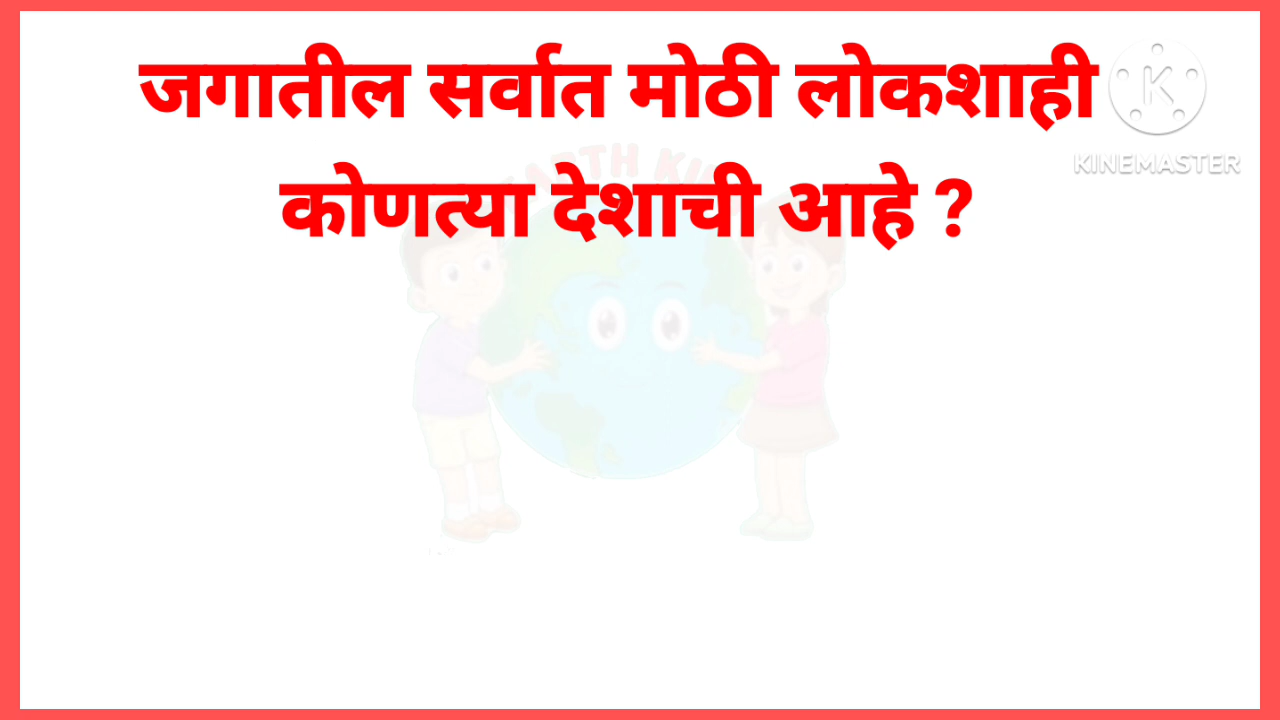 जगातील सर्वात मोठी लोकशाही
KINEMASTER
कोणत्या देशाची आहे ?